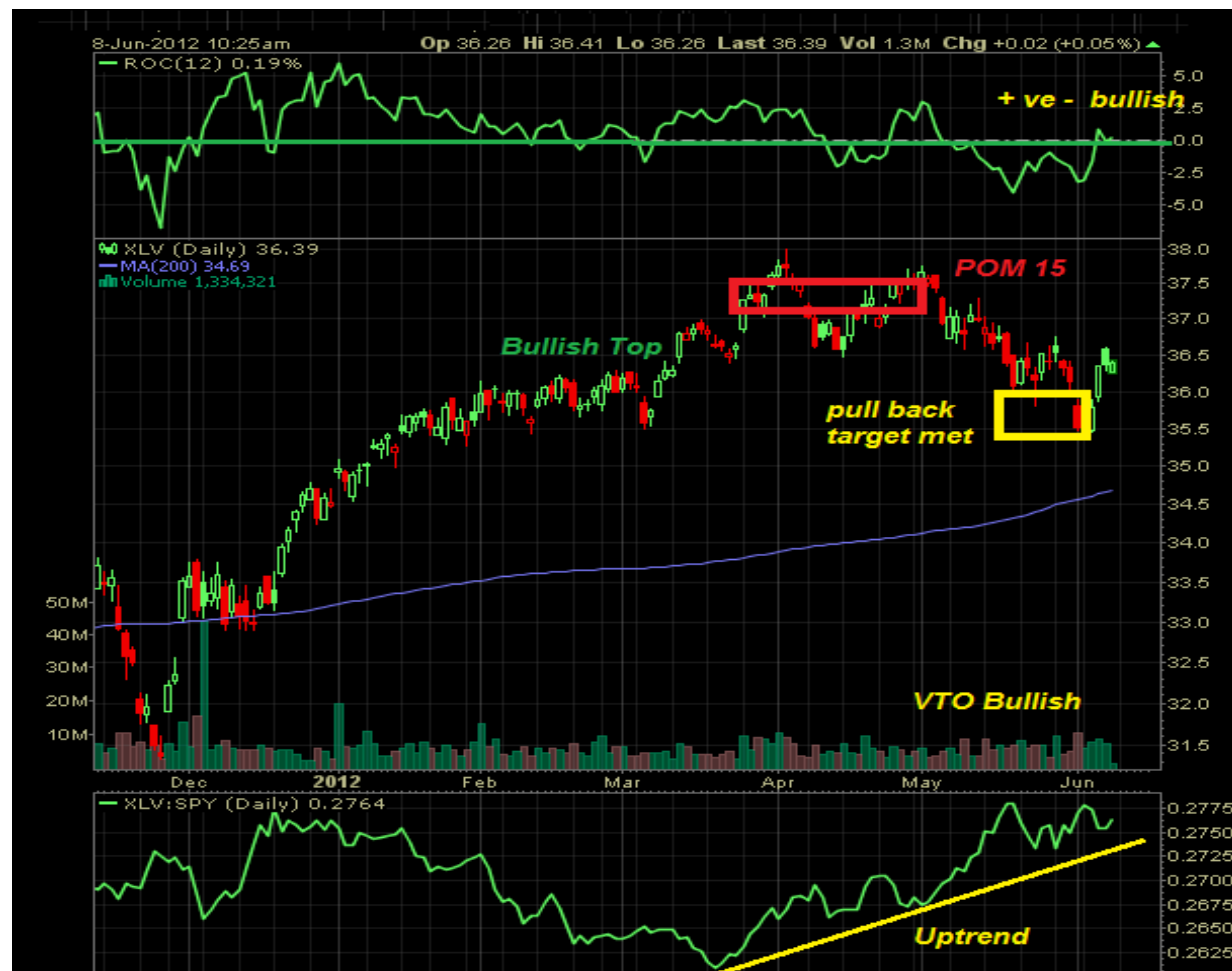 8-Jun-2012 10:25am Op 36.26 Hi 36.41 Lo 36.26 Last 36.39 Vol 1.3M Chg +0.02 (+0.05%)
ROC(12) 0.19%
+ ve - bullish
5.0
2.5
0.0
-2.5
-5.0
XLV (Daily) 36.39
MA(200) 34.69
Volume 1,334,321
POM 15
Bullish Top
pull back
target met
VTO Bullish
38.0
37.5
37.0
36.5
36.0
35.5
35.0
34.5
34.0
33.5
33.0
32.5
32.0
31.5
50M
40M
30M
20M
10M
Dec 2012 Feb Mar Apr May Jun
XLV:SPY (Daily) 0.2764
0.2775
0.2750
0.2725
0.2700
0.2675
0.2650
0.2625
Uptrend